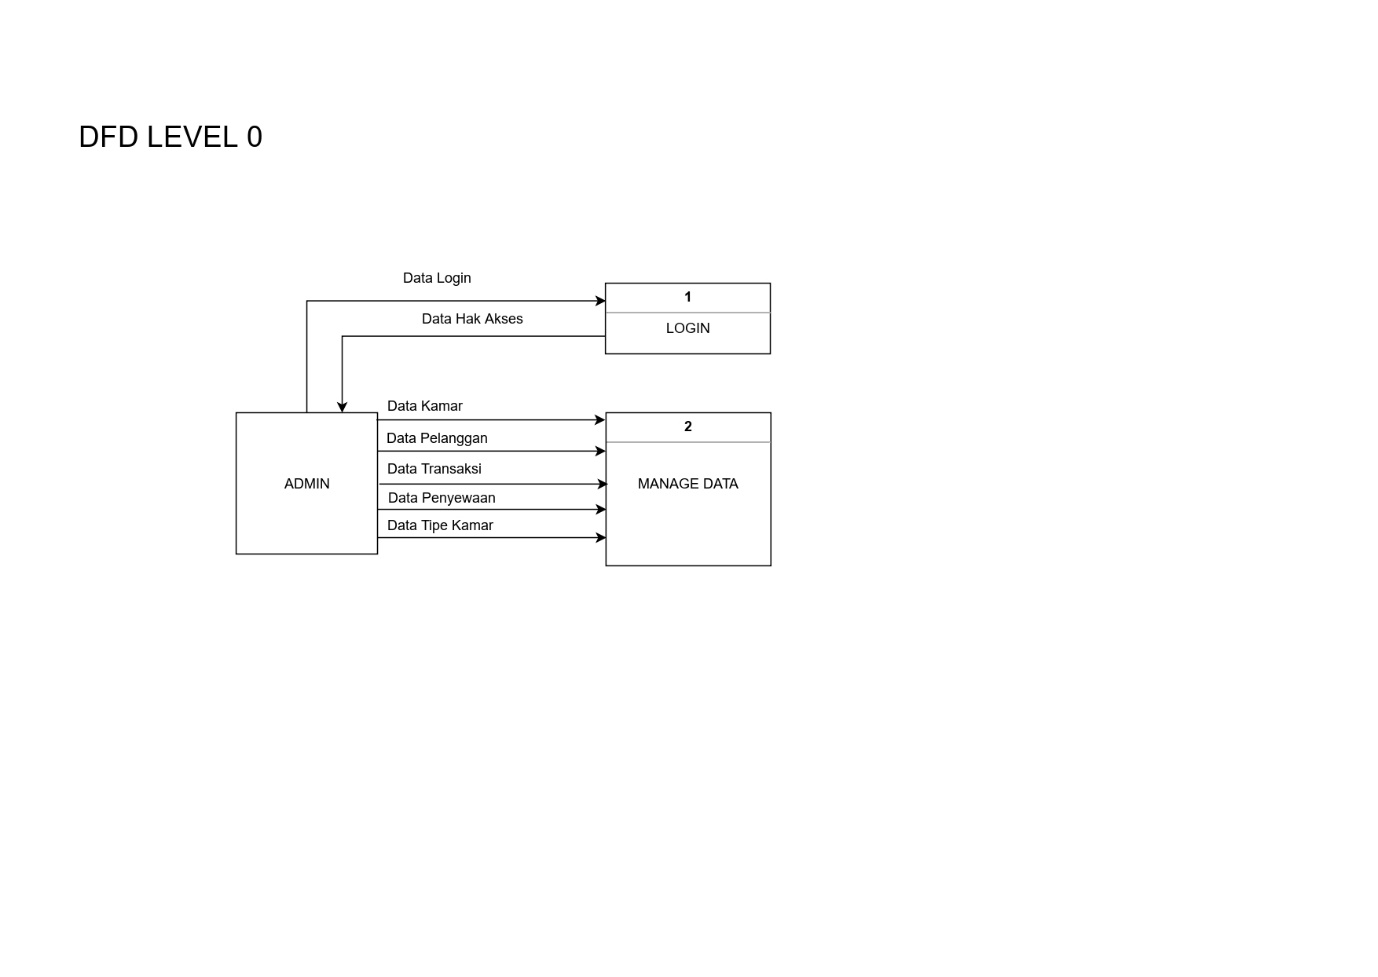 DFD LEVEL 0
Data Login
1
Data Hak Akses
LOGIN
Data Kamar
2
Data Pelanggan
Data Transaksi
ADMIN
MANAGE DATA
Data Penyewaan
Data Tipe Kamar